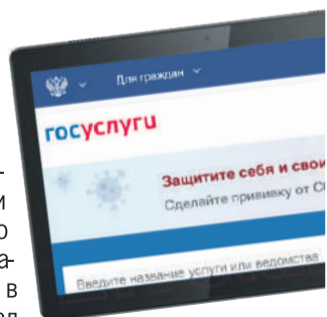 Для граждан
госуслуги
Защитите себя и свои
Сделайте прививку от C
Введите название услуги или ведомства
и
о
а-
в